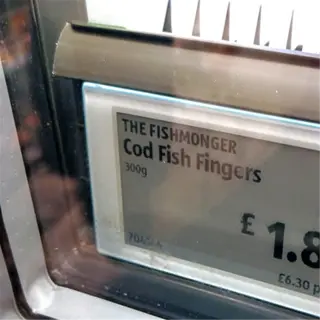 THE FISHMONGER
Cod Fish Fingers
300g
£ 1.8
£6.30 p